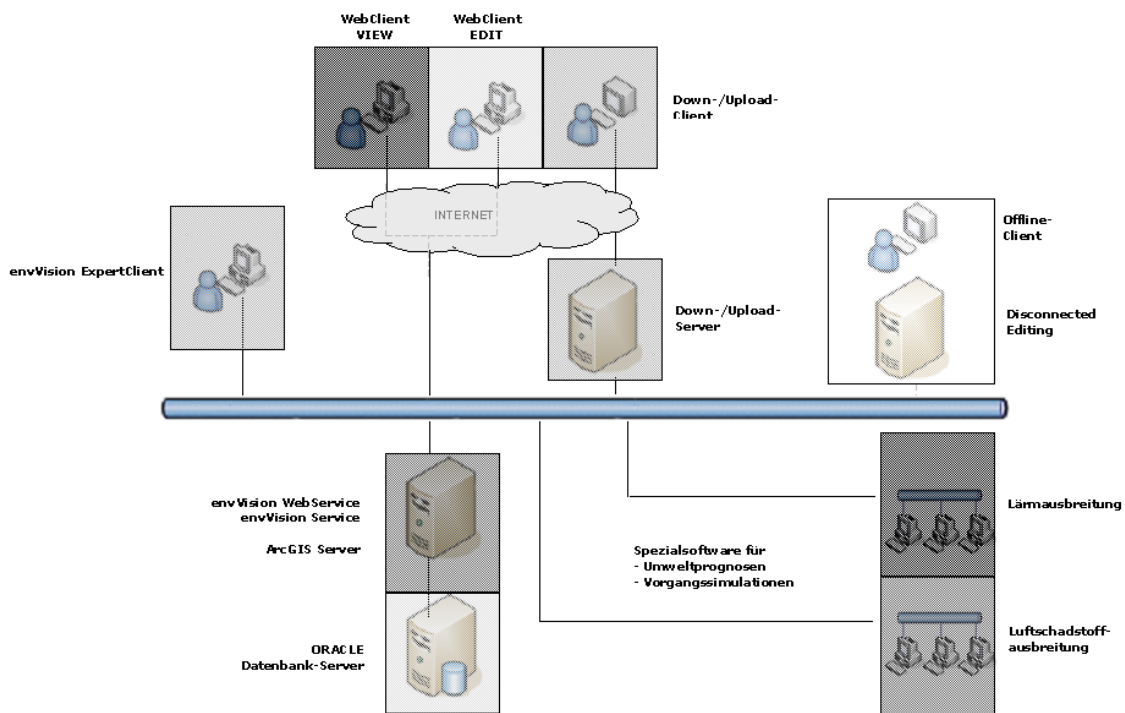 WebClient
VIEW
WebClient
EDIT
Down-/Upload-
Client
INTERNET
Offline-
Client
envVision ExpertClient
Down-/Upload-
Server
Disconnected
Editing
envVision WebService
envVision Service
ArcGIS Server
Lärmausbreitung
Spezialsoftware für
- Umweltprognosen
- Vorgangssimulationen
ORACLE
Datenbank-Server
Luftschadstoff-
ausbreitung